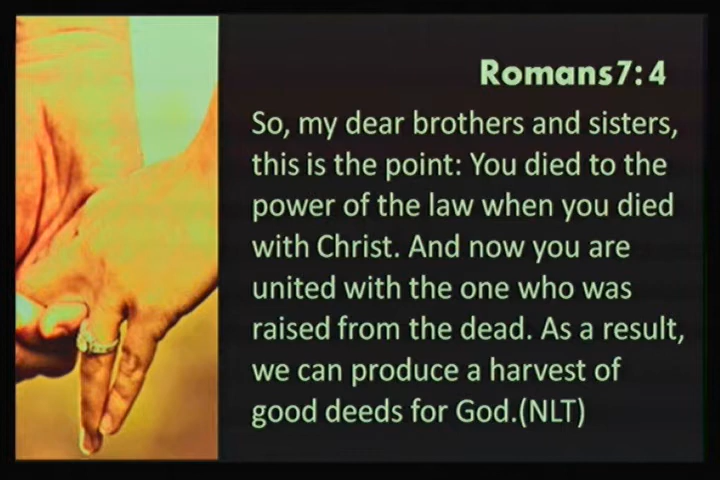 Romans7: 4
So, my dear brothers and sisters,
this is the point: You died to the
power of the law when you died
with Christ. And now you are
united with the one who was
raised from the dead. As a result,
we can produce a harvest of
good deeds for God.(NLT)